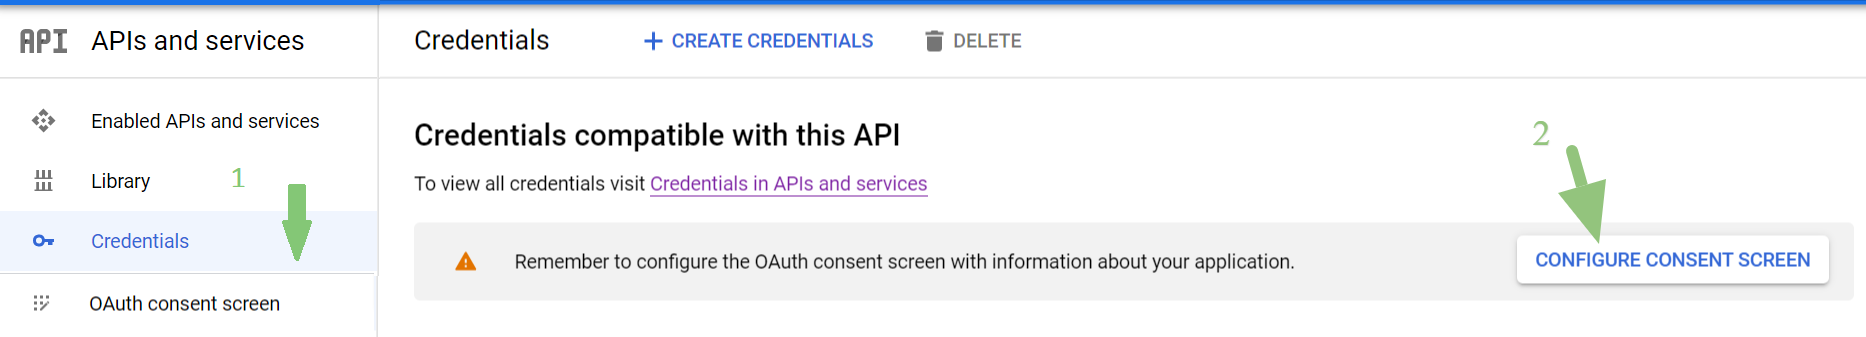 API APIs and services
Credentials
+ CREATE CREDENTIALS
DELETE
Enabled APIs and services
Library
1
Credentials
OAuth consent screen
Credentials compatible with this API
2
To view all credentials visit Credentials in APIs and services
Remember to configure the OAuth consent screen with information about your application.
CONFIGURE CONSENT SCREEN